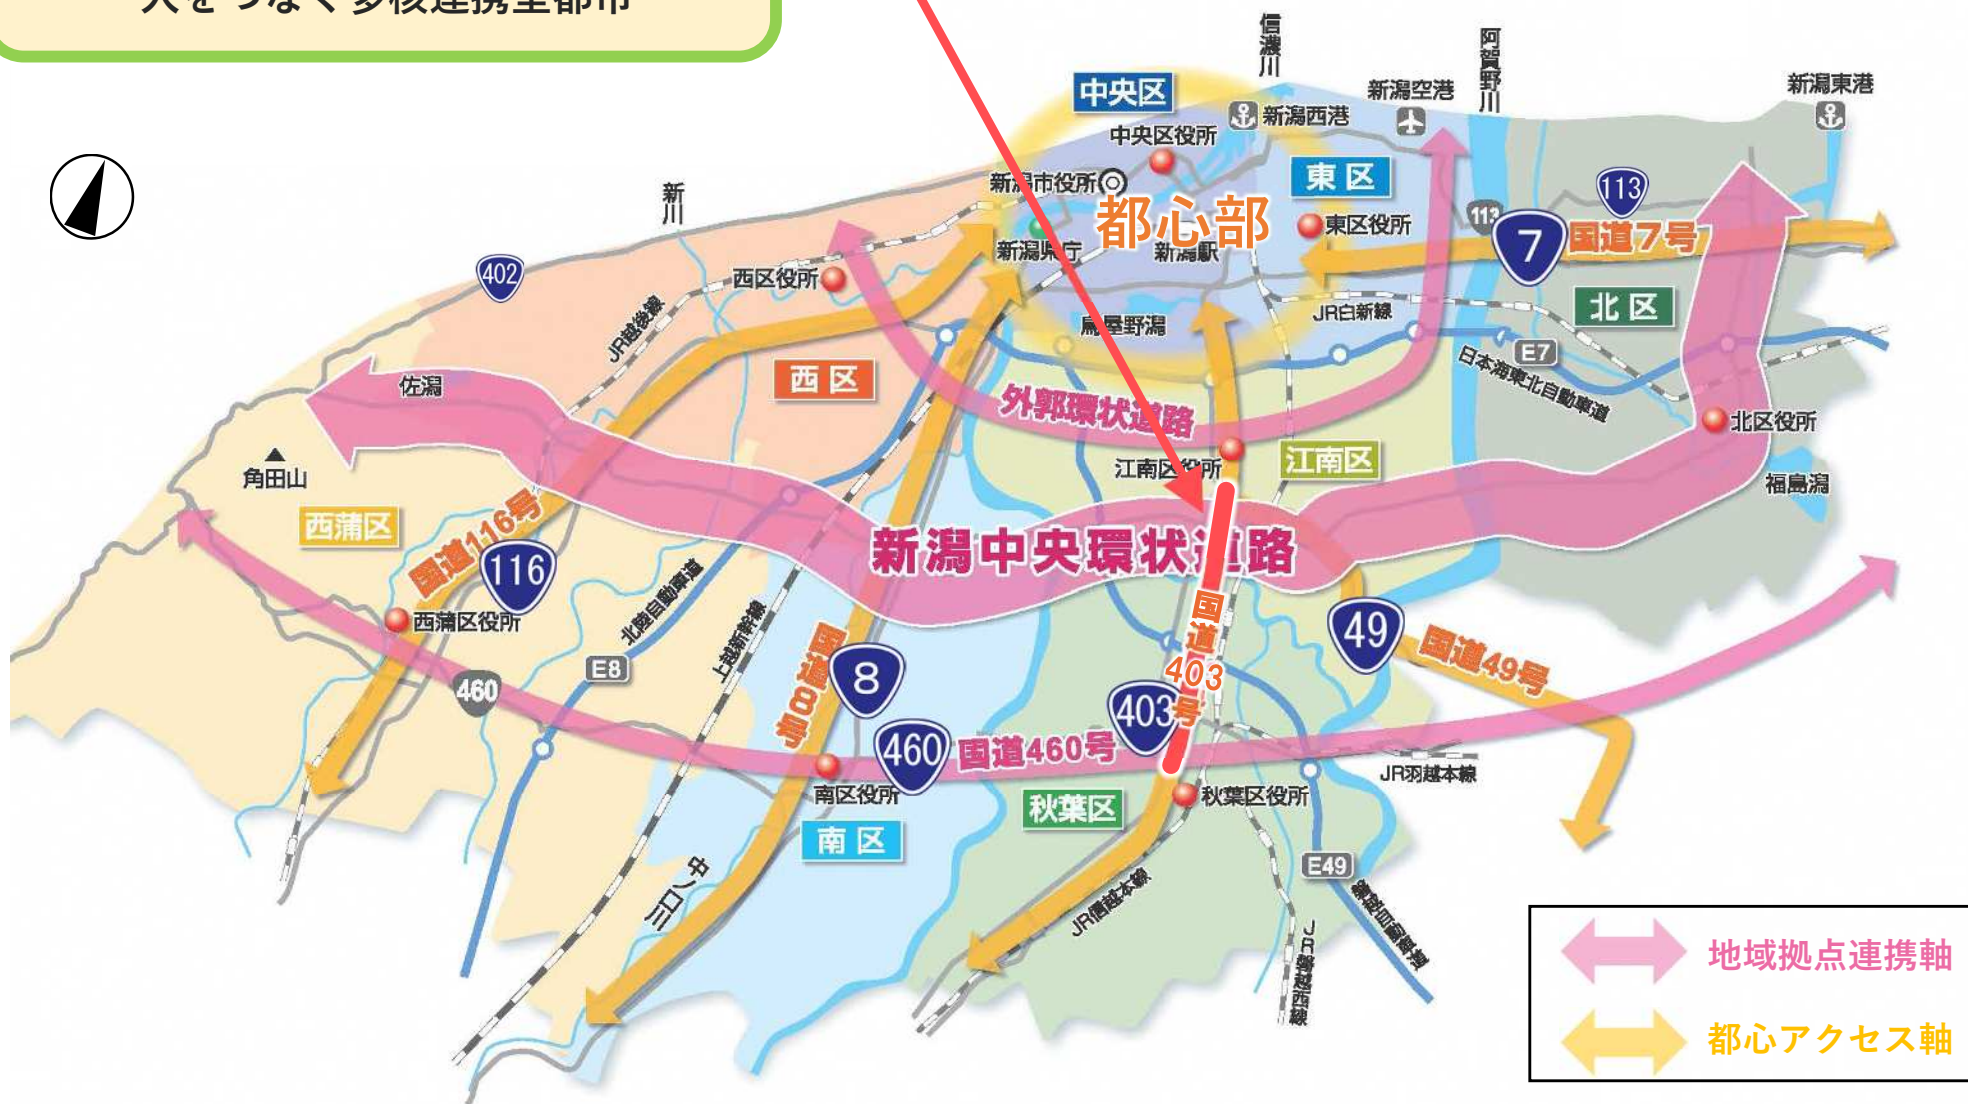 人をつなぐ多核連携型都市
信濃川
阿賀野川
新潟東港
新潟空港
中央区
新潟西港
中央区役所
東区
113
新川
新潟市役所
都心部
東区役所
113
7
国道7号
新潟県庁
新潟駅
402
西区役所
北区
JR越後線
鳥屋野潟
JR白新線
E7
日本海東北自動車道
西区
佐潟
外郭環状道路
北区役所
角田山
江南区役所
江南区
福島潟
西蒲区
国道116号
新潟中央環状道路
116
北陸自動車道
上越新幹線
国道403号
西蒲区役所
49
国道49号
国道8号
8
E8
460
403
460
国道460号
JR羽越本線
南区役所
秋葉区
秋葉区役所
南区
中ノ口川
E49
磐越自動車道
JR信越本線
JR磐越西線
地域拠点連携軸
都心アクセス軸